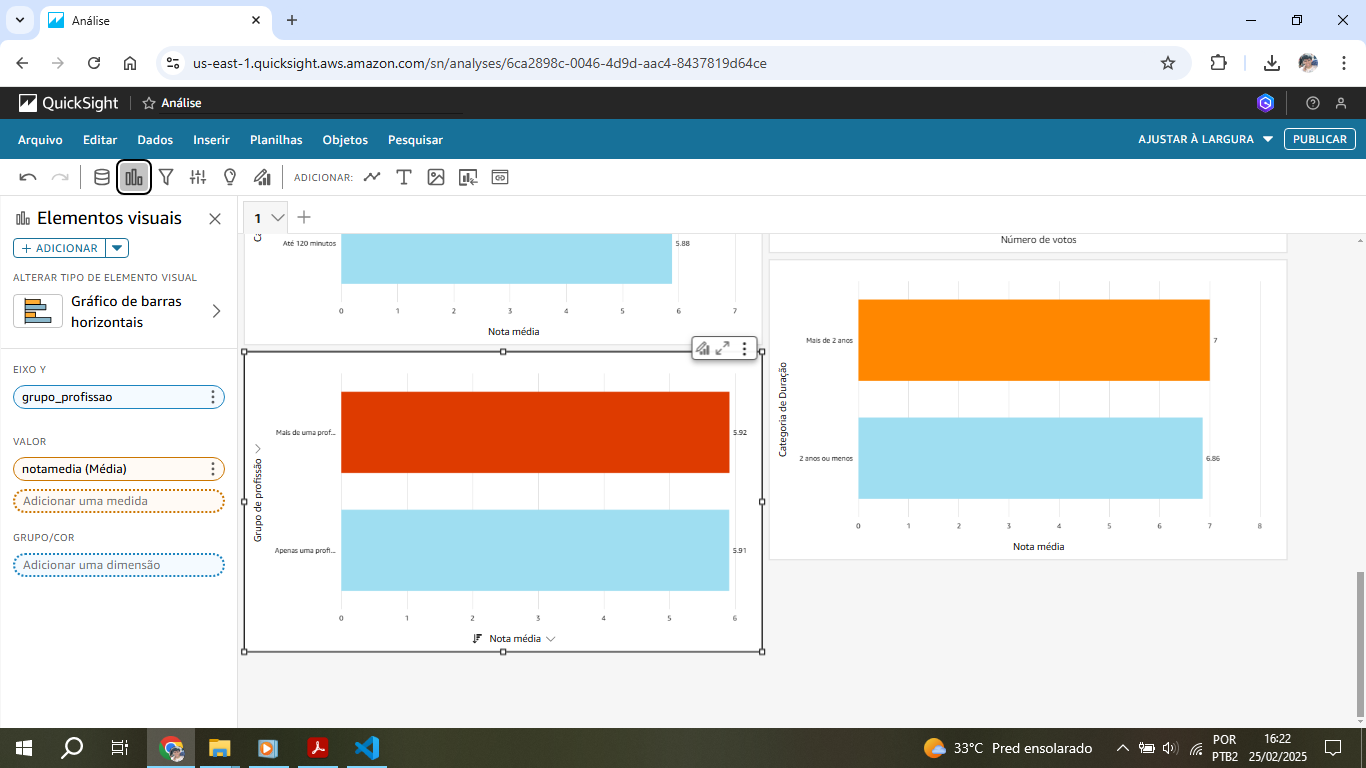 Análise
us-east-1.quicksight.aws.amazon.com/sn/analyses/6ca2898c-0046-4d9d-aac4-8437819d64ce
QuickSight
Análise
Arquivo Editar Dados Inserir Planilhas Objetos Pesquisar
AJUSTAR À LARGURA
PUBLICAR
ADICIONAR:
Elementos visuais
ADICIONAR
ALTERAR TIPO DE ELEMENTO VISUAL
Gráfico de barras
horizontais
EIXO Y
grupo_profissao
VALOR
notamedia (Média)
Adicionar uma medida
GRUPO/COR
Adicionar uma dimensão
1
Até 120 minutos
5.88
0 1 2 3 4 5 6 7
Nota média
Grupo de profissão
Mais de uma prof...
5.92
Apenas uma profi...
5.91
0 1 2 3 4 5 6
Nota média
Número de votos
Categoria de Duração
Mais de 2 anos
7
2 anos ou menos
6.86
0 1 2 3 4 5 6 7 8
Nota média
33°C Pred ensolarado
POR
PTB2
16:22
25/02/2025